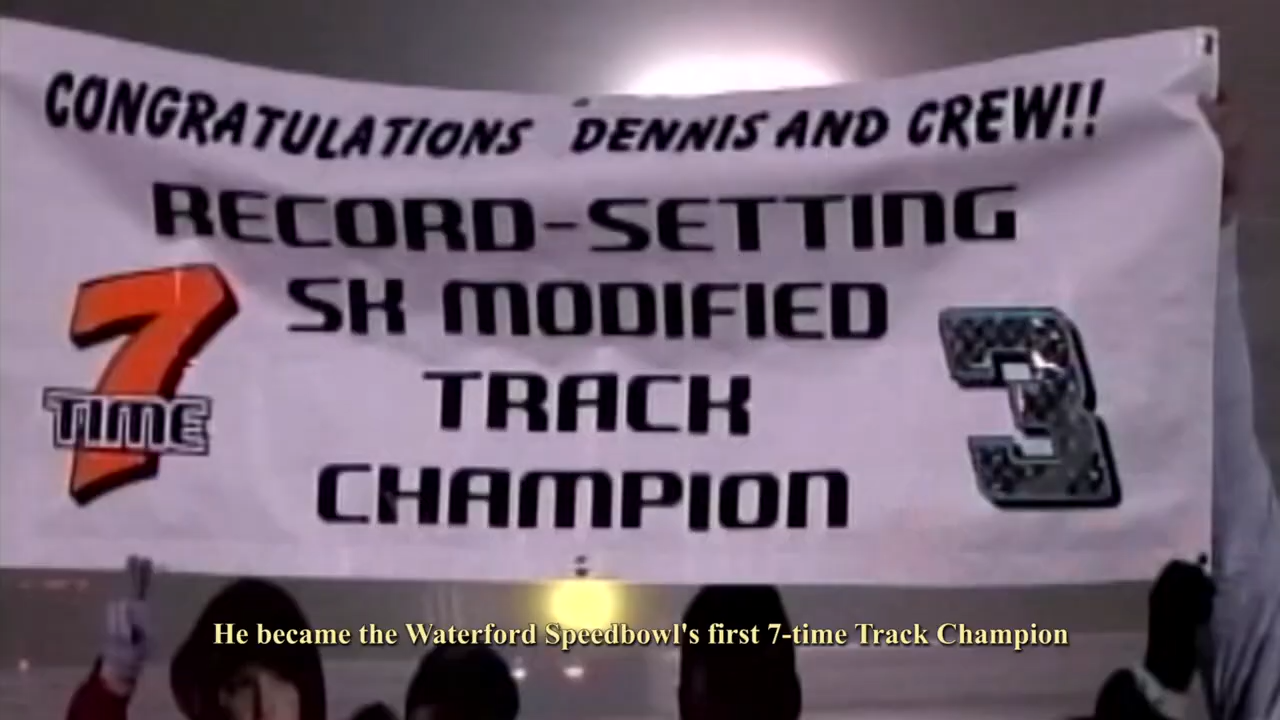 CONGRATULATIONS DENNIS AND CREW!!
RECORD-SETTING
SK MODIFIED
TRACK
CHAMPION
7
TIME
3
He became the Waterford Speedbowl's first 7-time Track Champion